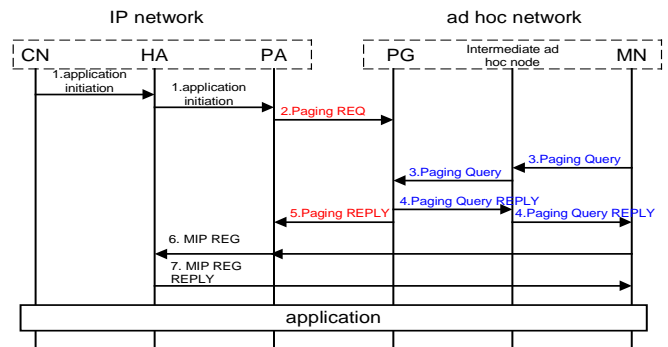 IP network
ad hoc network
CN
HA
PA
PG
Intermediate ad
hoc node
MN
1.application
initiation
1.application
initiation
2.Paging REQ
3.Paging Query
3.Paging Query
4.Paging Query REPLY
5.Paging REPLY
4.Paging Query REPLY
6. MIP REG
7. MIP REG
REPLY
application